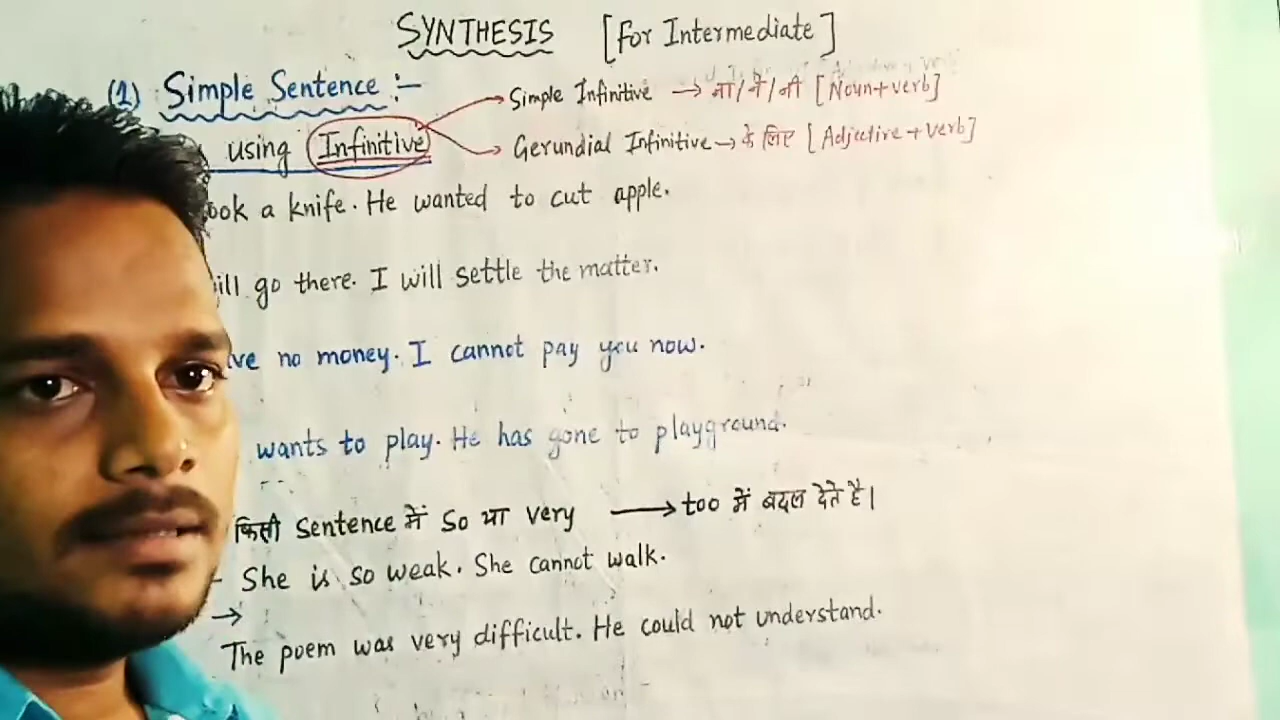 SYNTHESIS [For Intermediate]
(1) Simple Sentence :-
Simple Infinitive → ना/ने/नी [Noun+verb]
using Infinitive
Gerundial Infinitive → के लिए [Adjective+verb]
ook a knife. He wanted to cut apple.
ill go there. I will settle the matter.
ve no money. I cannot pay you now.
wants to play. He has gone to playground.
किसी sentence में so या very → too में बदल देते है।
- She is so weak. She cannot walk.
→
The poem was very difficult. He could not understand.